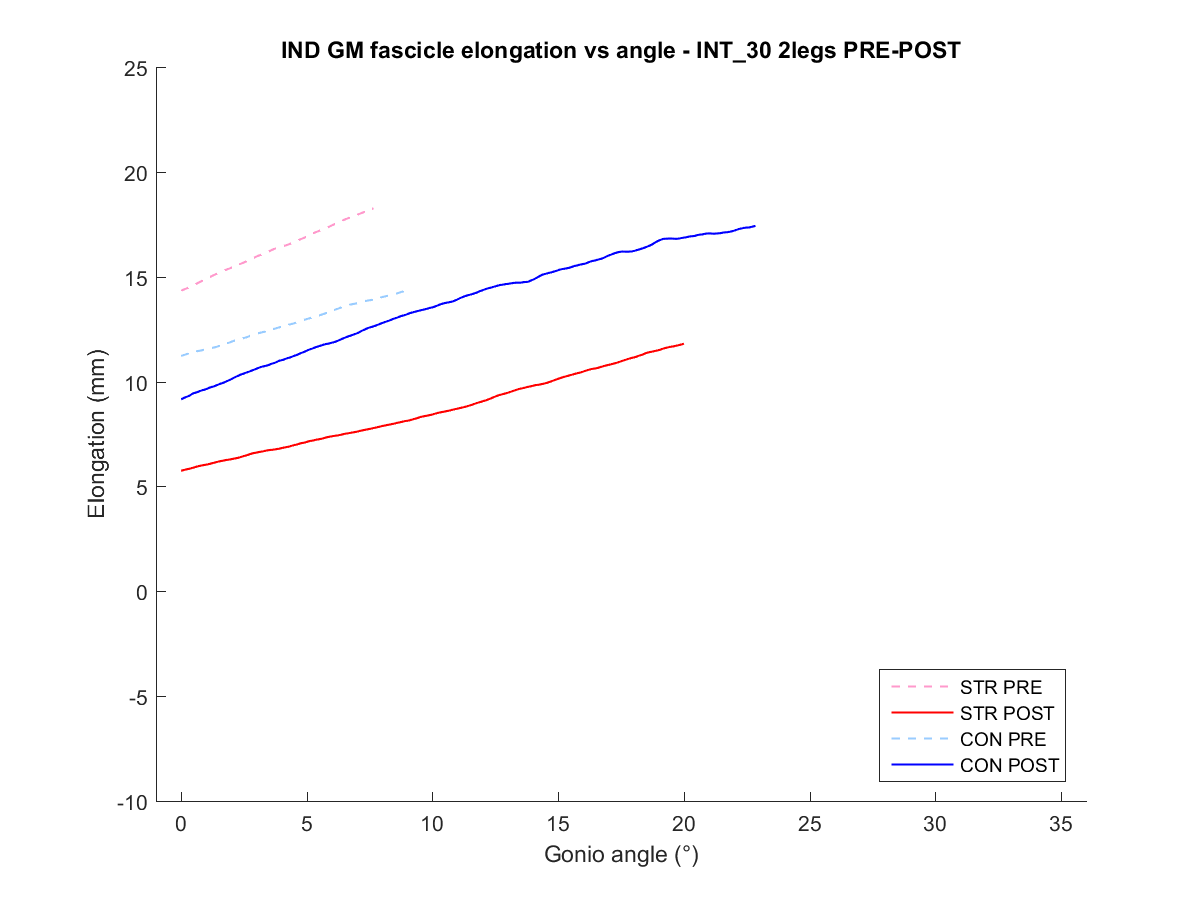 IND GM fascicle elongation vs angle - INT_30 2legs PRE-POST
25
20
15
10
5
0
-5
-10
Elongation (mm)
0 5 10 15 20 25 30 35
Gonio angle (°)
STR PRE
STR POST
CON PRE
CON POST